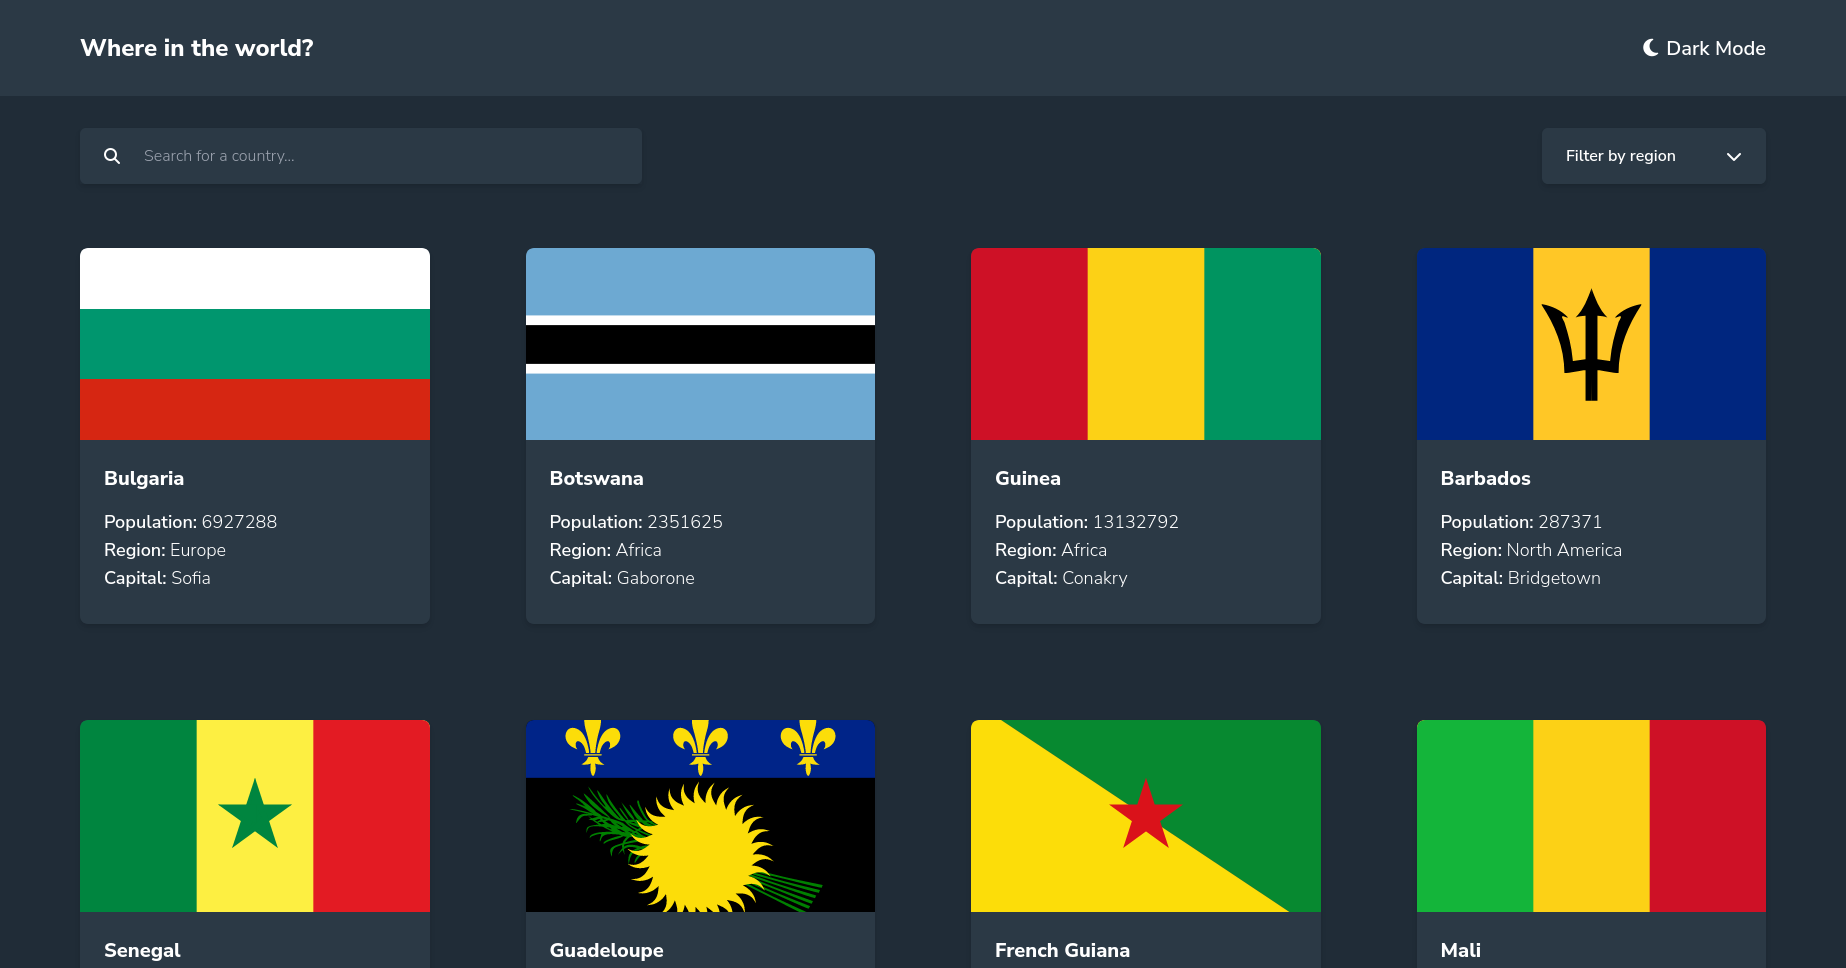 Where in the world?
Dark Mode
Search for a country...
Filter by region
Bulgaria
Population: 6927288
Region: Europe
Capital: Sofia
Botswana
Population: 2351625
Region: Africa
Capital: Gaborone
Guinea
Population: 13132792
Region: Africa
Capital: Conakry
Barbados
Population: 287371
Region: North America
Capital: Bridgetown
Senegal
Guadeloupe
French Guiana
Mali